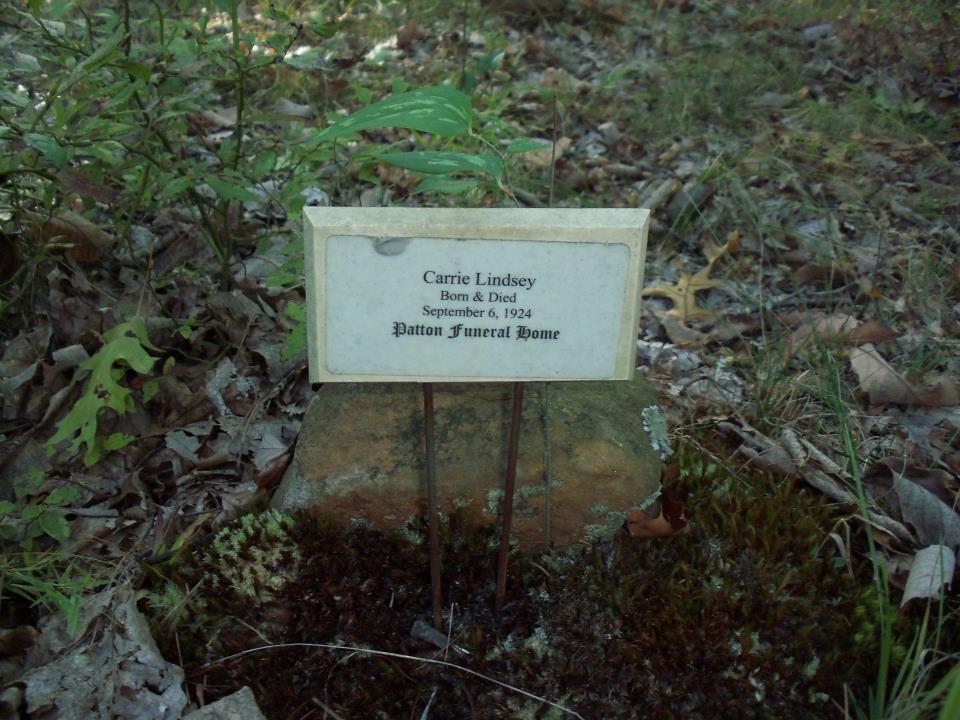 Carrie Lindsey
Born & Died
September 6, 1924
Patton Funeral Home